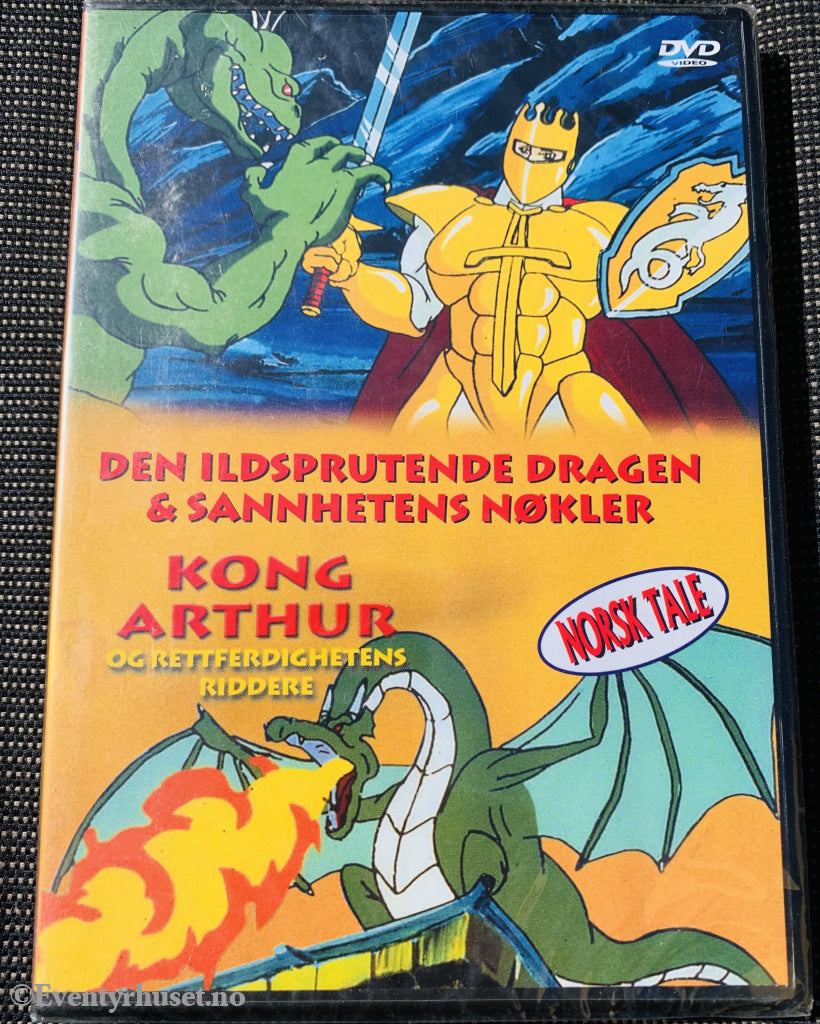 DVD
VIDEO
DEN ILDSPRUTENDE DRAGEN
& SANNHETENS NØKLER
KONG
ARTHUR
OG RETTFERDIGHETENS
RIDDERE
NORSK TALE
©Eventyrhuset.no